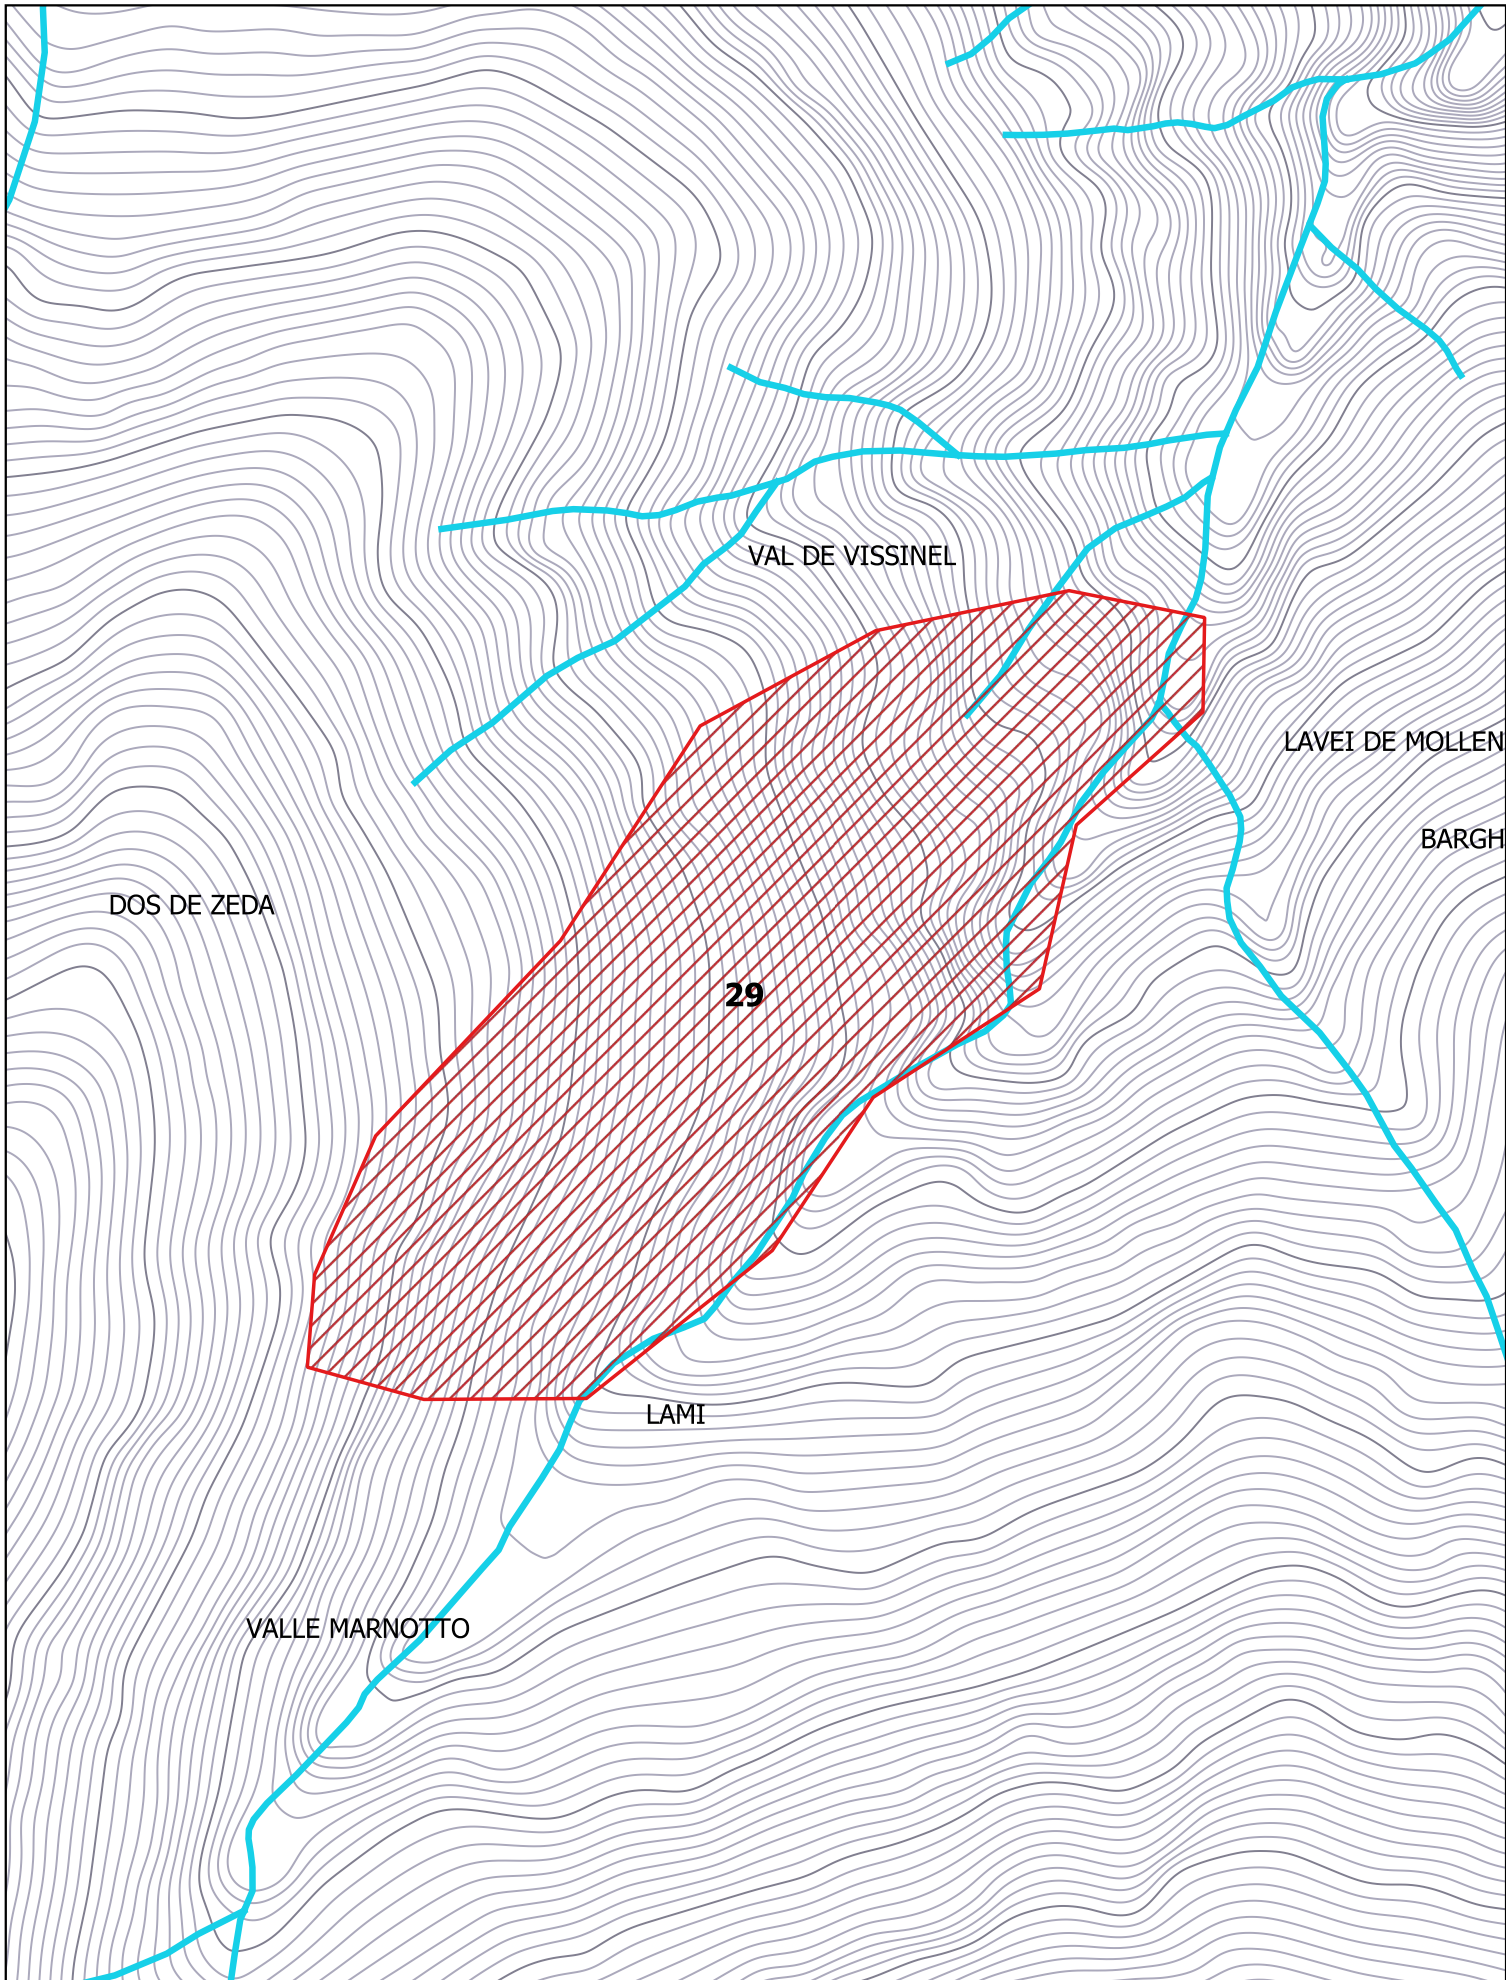 VAL DE VISSINEL
LAVEI DE MOLLEN
BARGH
DOS DE ZEDA
29
LAMI
VALLE MARNOTTO